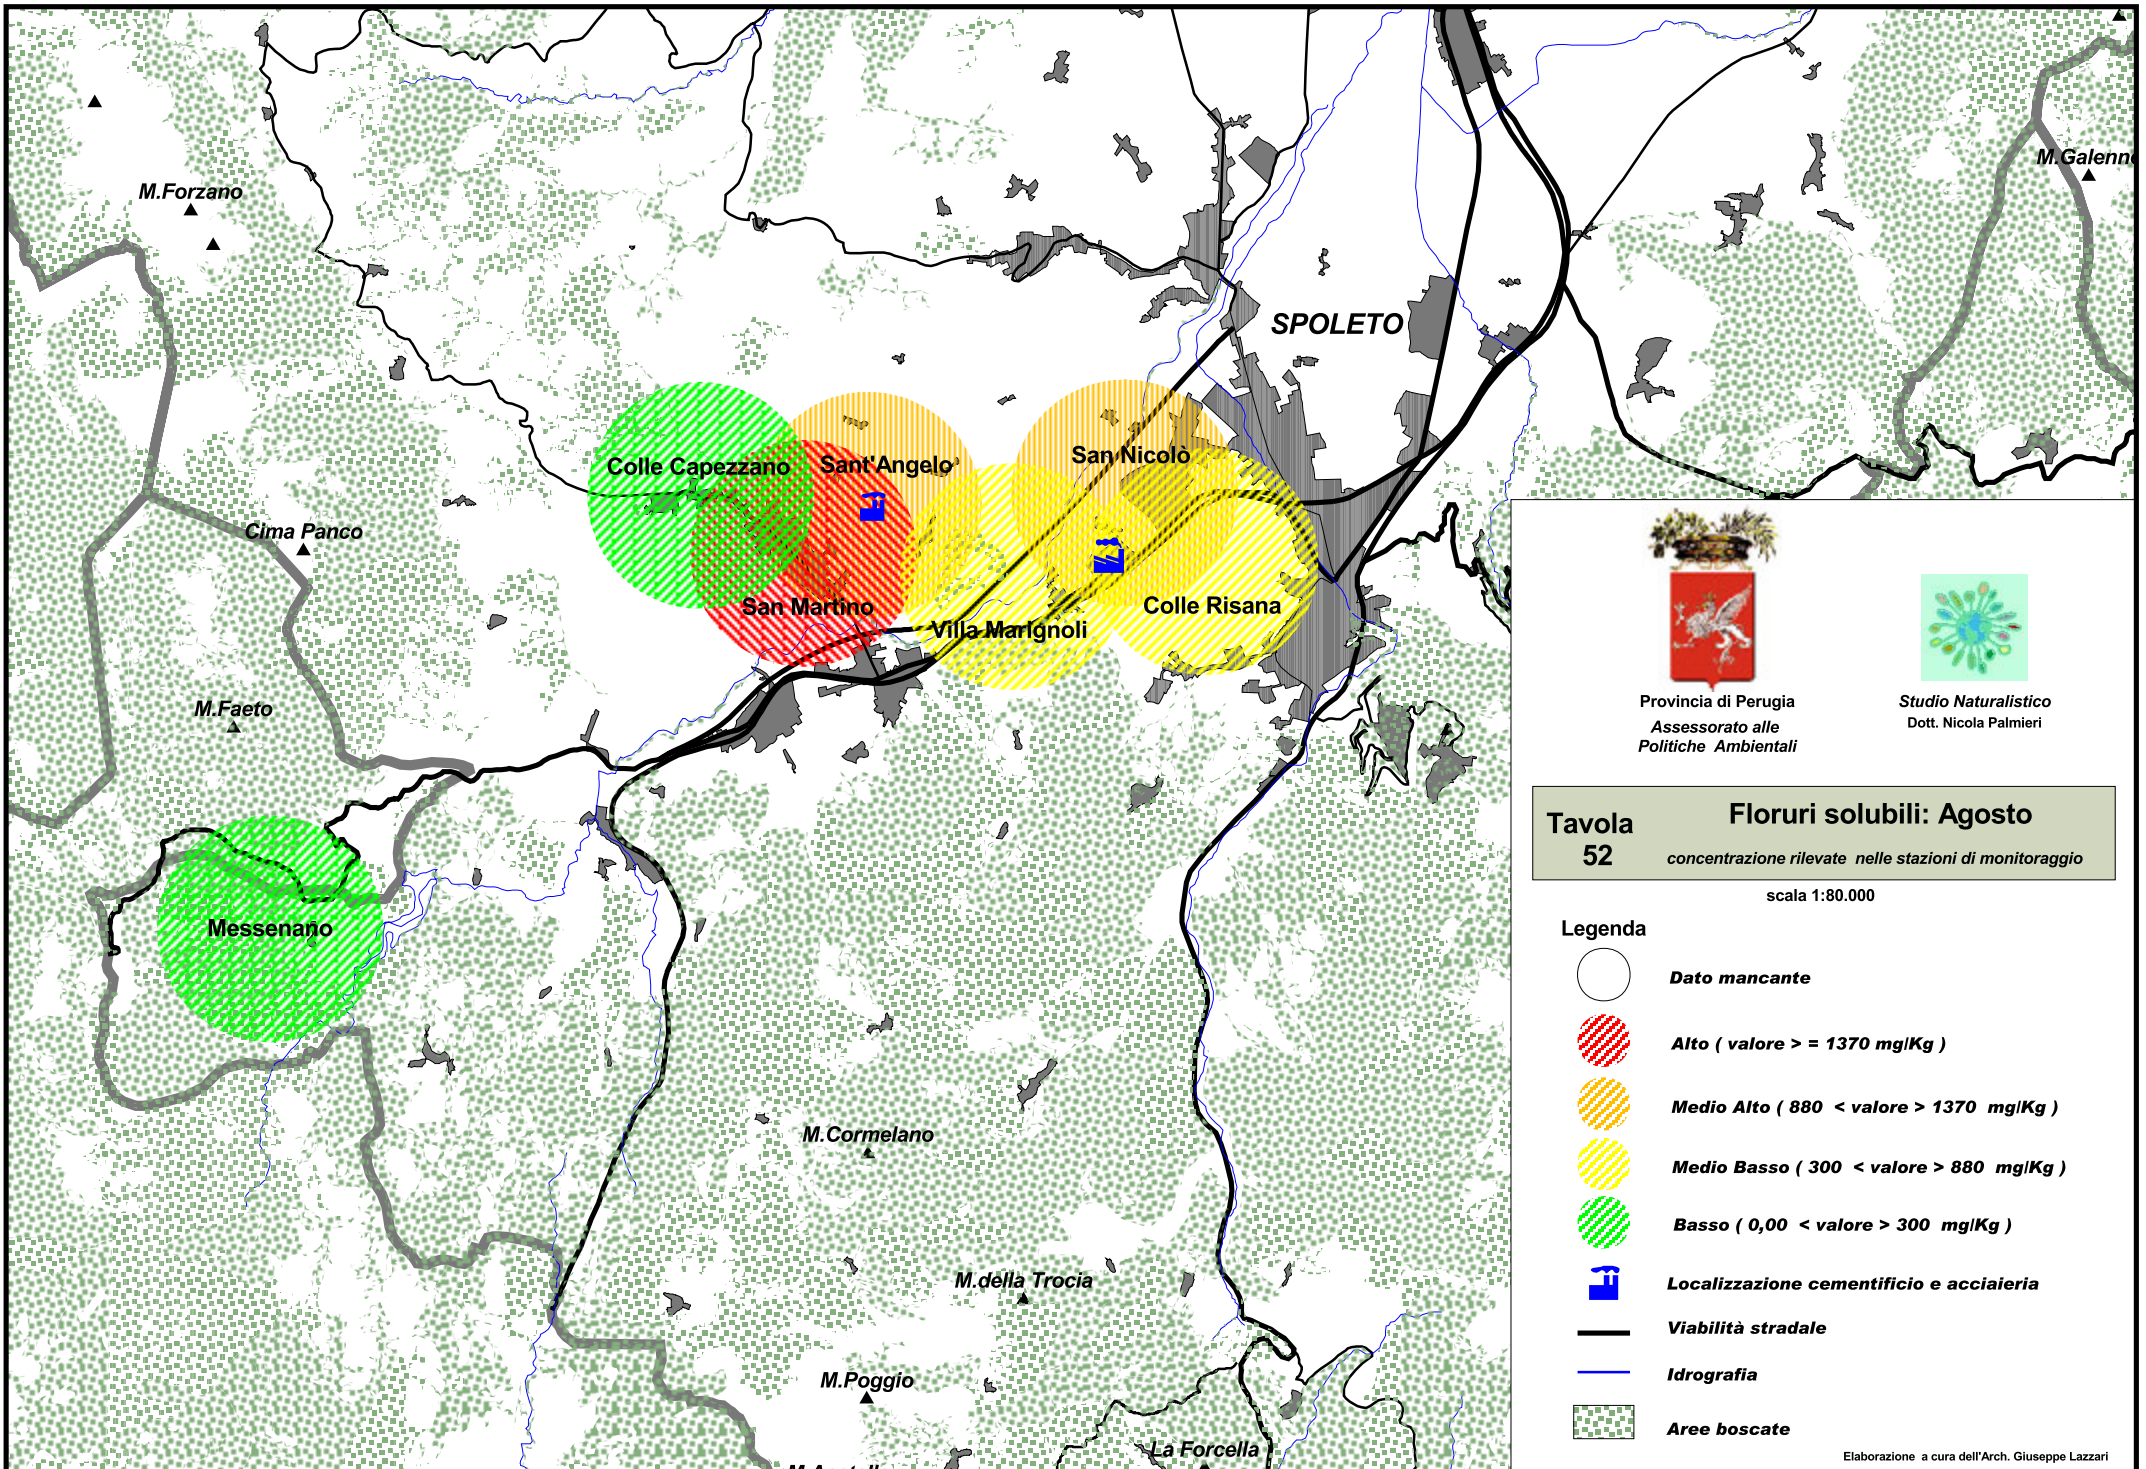 M.Galenne
M.Forzano
SPOLETO
Colle Capezzano
Sant'Angelo
San Nicolò
Cima Panco
San Martino
Colle Risana
Villa Marignoli
M.Faeto
Messenano
M.Cormelano
M.della Trocia
M.Poggio
La Forcella
Provincia di Perugia
Assessorato alle
Politiche Ambientali
Studio Naturalistico
Dott. Nicola Palmieri
Tavola
52
Floruri solubili: Agosto
concentrazione rilevate nelle stazioni di monitoraggio
scala 1:80.000
Legenda
Dato mancante
Alto ( valore > = 1370 mg/Kg )
Medio Alto ( 880 < valore > 1370 mg/Kg )
Medio Basso ( 300 < valore > 880 mg/Kg )
Basso ( 0,00 < valore > 300 mg/Kg )
Localizzazione cementificio e acciaieria
Viabilità stradale
Idrografia
Aree boscate
Elaborazione a cura dell'Arch. Giuseppe Lazzari